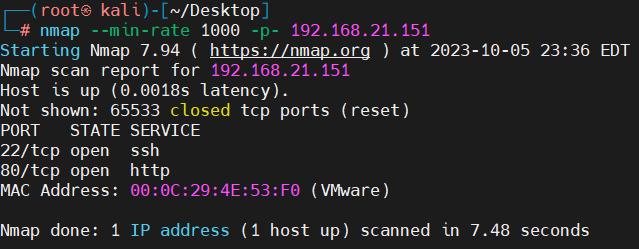 ┌──(root㉿ kali)-[~/Desktop]
└─# nmap --min-rate 1000 -p- 192.168.21.151
Starting Nmap 7.94 ( https://nmap.org ) at 2023-10-05 23:36 EDT
Nmap scan report for 192.168.21.151
Host is up (0.0018s latency).
Not shown: 65533 closed tcp ports (reset)
PORT   STATE SERVICE
22/tcp open  ssh
80/tcp open  http
MAC Address: 00:0C:29:4E:53:F0 (VMware)

Nmap done: 1 IP address (1 host up) scanned in 7.48 seconds